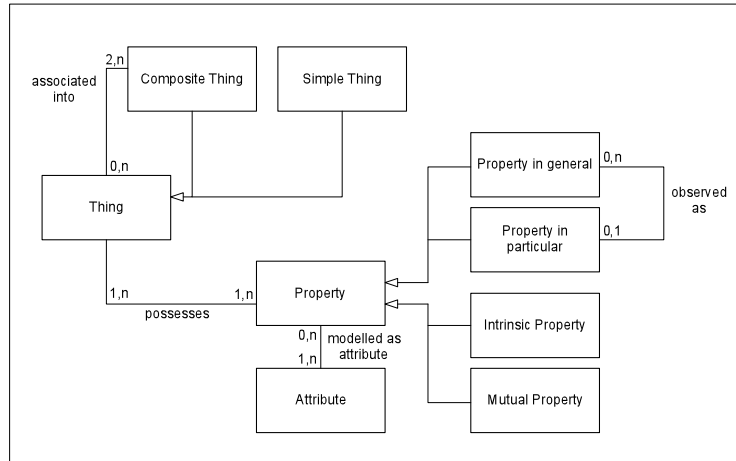 2,n
associated
into
Composite Thing
Simple Thing
0,n
Thing
Property in general
0,n
observed
as
Property in
particular
0,1
1,n
1,n
possesses
Property
0,n
modelled as
attribute
1,n
Attribute
Intrinsic Property
Mutual Property